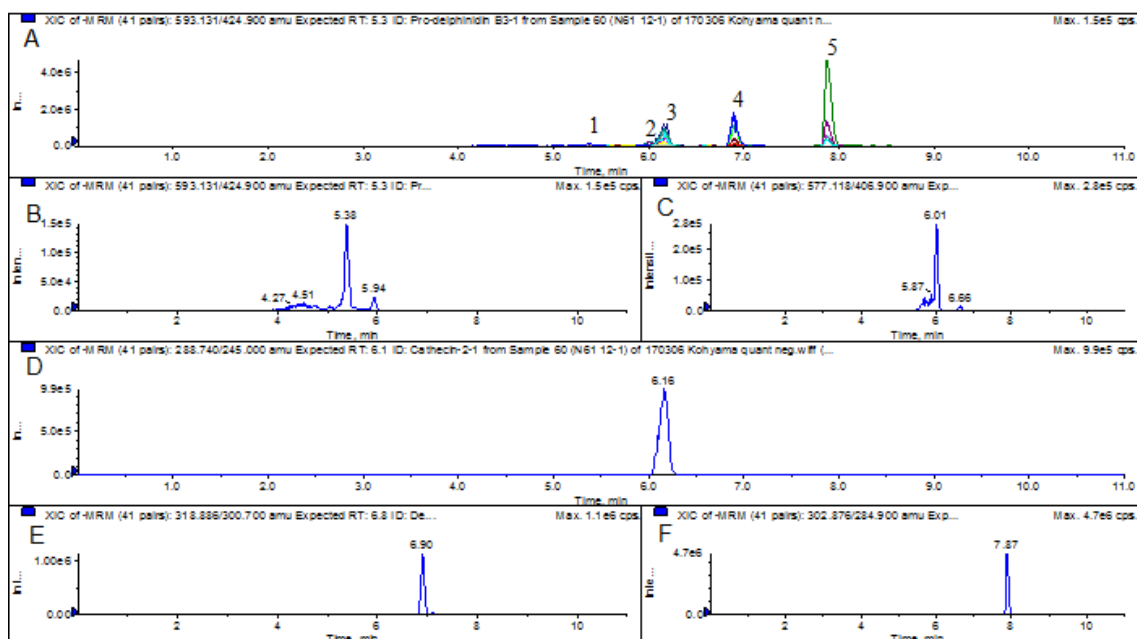 XIC of -MRM (41 pairs): 593.131/424.900 amu Expected RT: 5.3 ID: Pro-delphinidin B3-1 from Sample 60 (N61 12-1) of 170306 Kohyama quant n... Max. 1.5e5 cps.
A
In...
4.0e6
2.0e6
0.0
1 2 3 4 5
1.0 2.0 3.0 4.0 5.0 6.0 7.0 8.0 9.0 10.0 11.0
Time, min
XIC of -MRM (41 pairs): 593.131/424.900 amu Expected RT: 5.3 ID: Pr... Max. 1.5e5 cps.
B
Inten...
1.5e5
1.0e5
5.0e4
0.0
4.27 4.51 5.38 5.94
2 4 6 8 10
Time, min
XIC of -MRM (41 pairs): 577.118/406.900 amu Exp... Max. 2.8e5 cps.
C
Intensit...
2.8e5
2.0e5
1.0e5
0.0
5.87 6.01 6.66
2 4 6 8 10
Time, min
XIC of -MRM (41 pairs): 288.740/245.000 amu Expected RT: 6.1 ID: Cathecin-2-1 from Sample 60 (N61 12-1) of 170306 Kohyama quant neg.wiff (... Max. 9.9e5 cps.
D
In...
9.9e5
5.0e5
0.0
6.16
1.0 2.0 3.0 4.0 5.0 6.0 7.0 8.0 9.0 10.0 11.0
Time, min
XIC of -MRM (41 pairs): 318.886/300.700 amu Expected RT: 6.8 ID: De... Max. 1.1e6 cps.
E
In...
1.00e6
0.00
6.90
2 4 6 8 10
Time, min
XIC of -MRM (41 pairs): 302.876/284.900 amu Exp... Max. 4.7e6 cps.
F
Inte...
4.7e6
0.0
7.87
2 4 6 8 10
Time, min